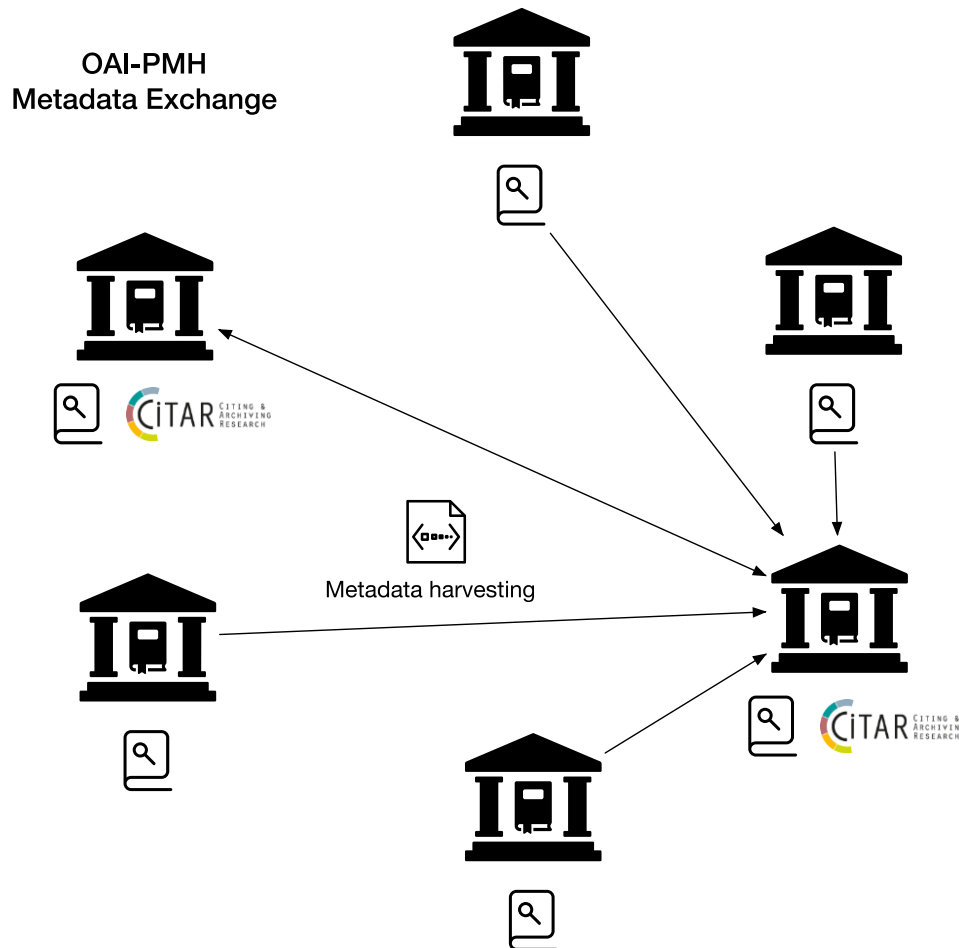 OAI-PMH
Metadata Exchange
CiTAR CITING &
ARCHIVING
RESEARCH
Metadata harvesting
CiTAR CITING &
ARCHIVING
RESEARCH